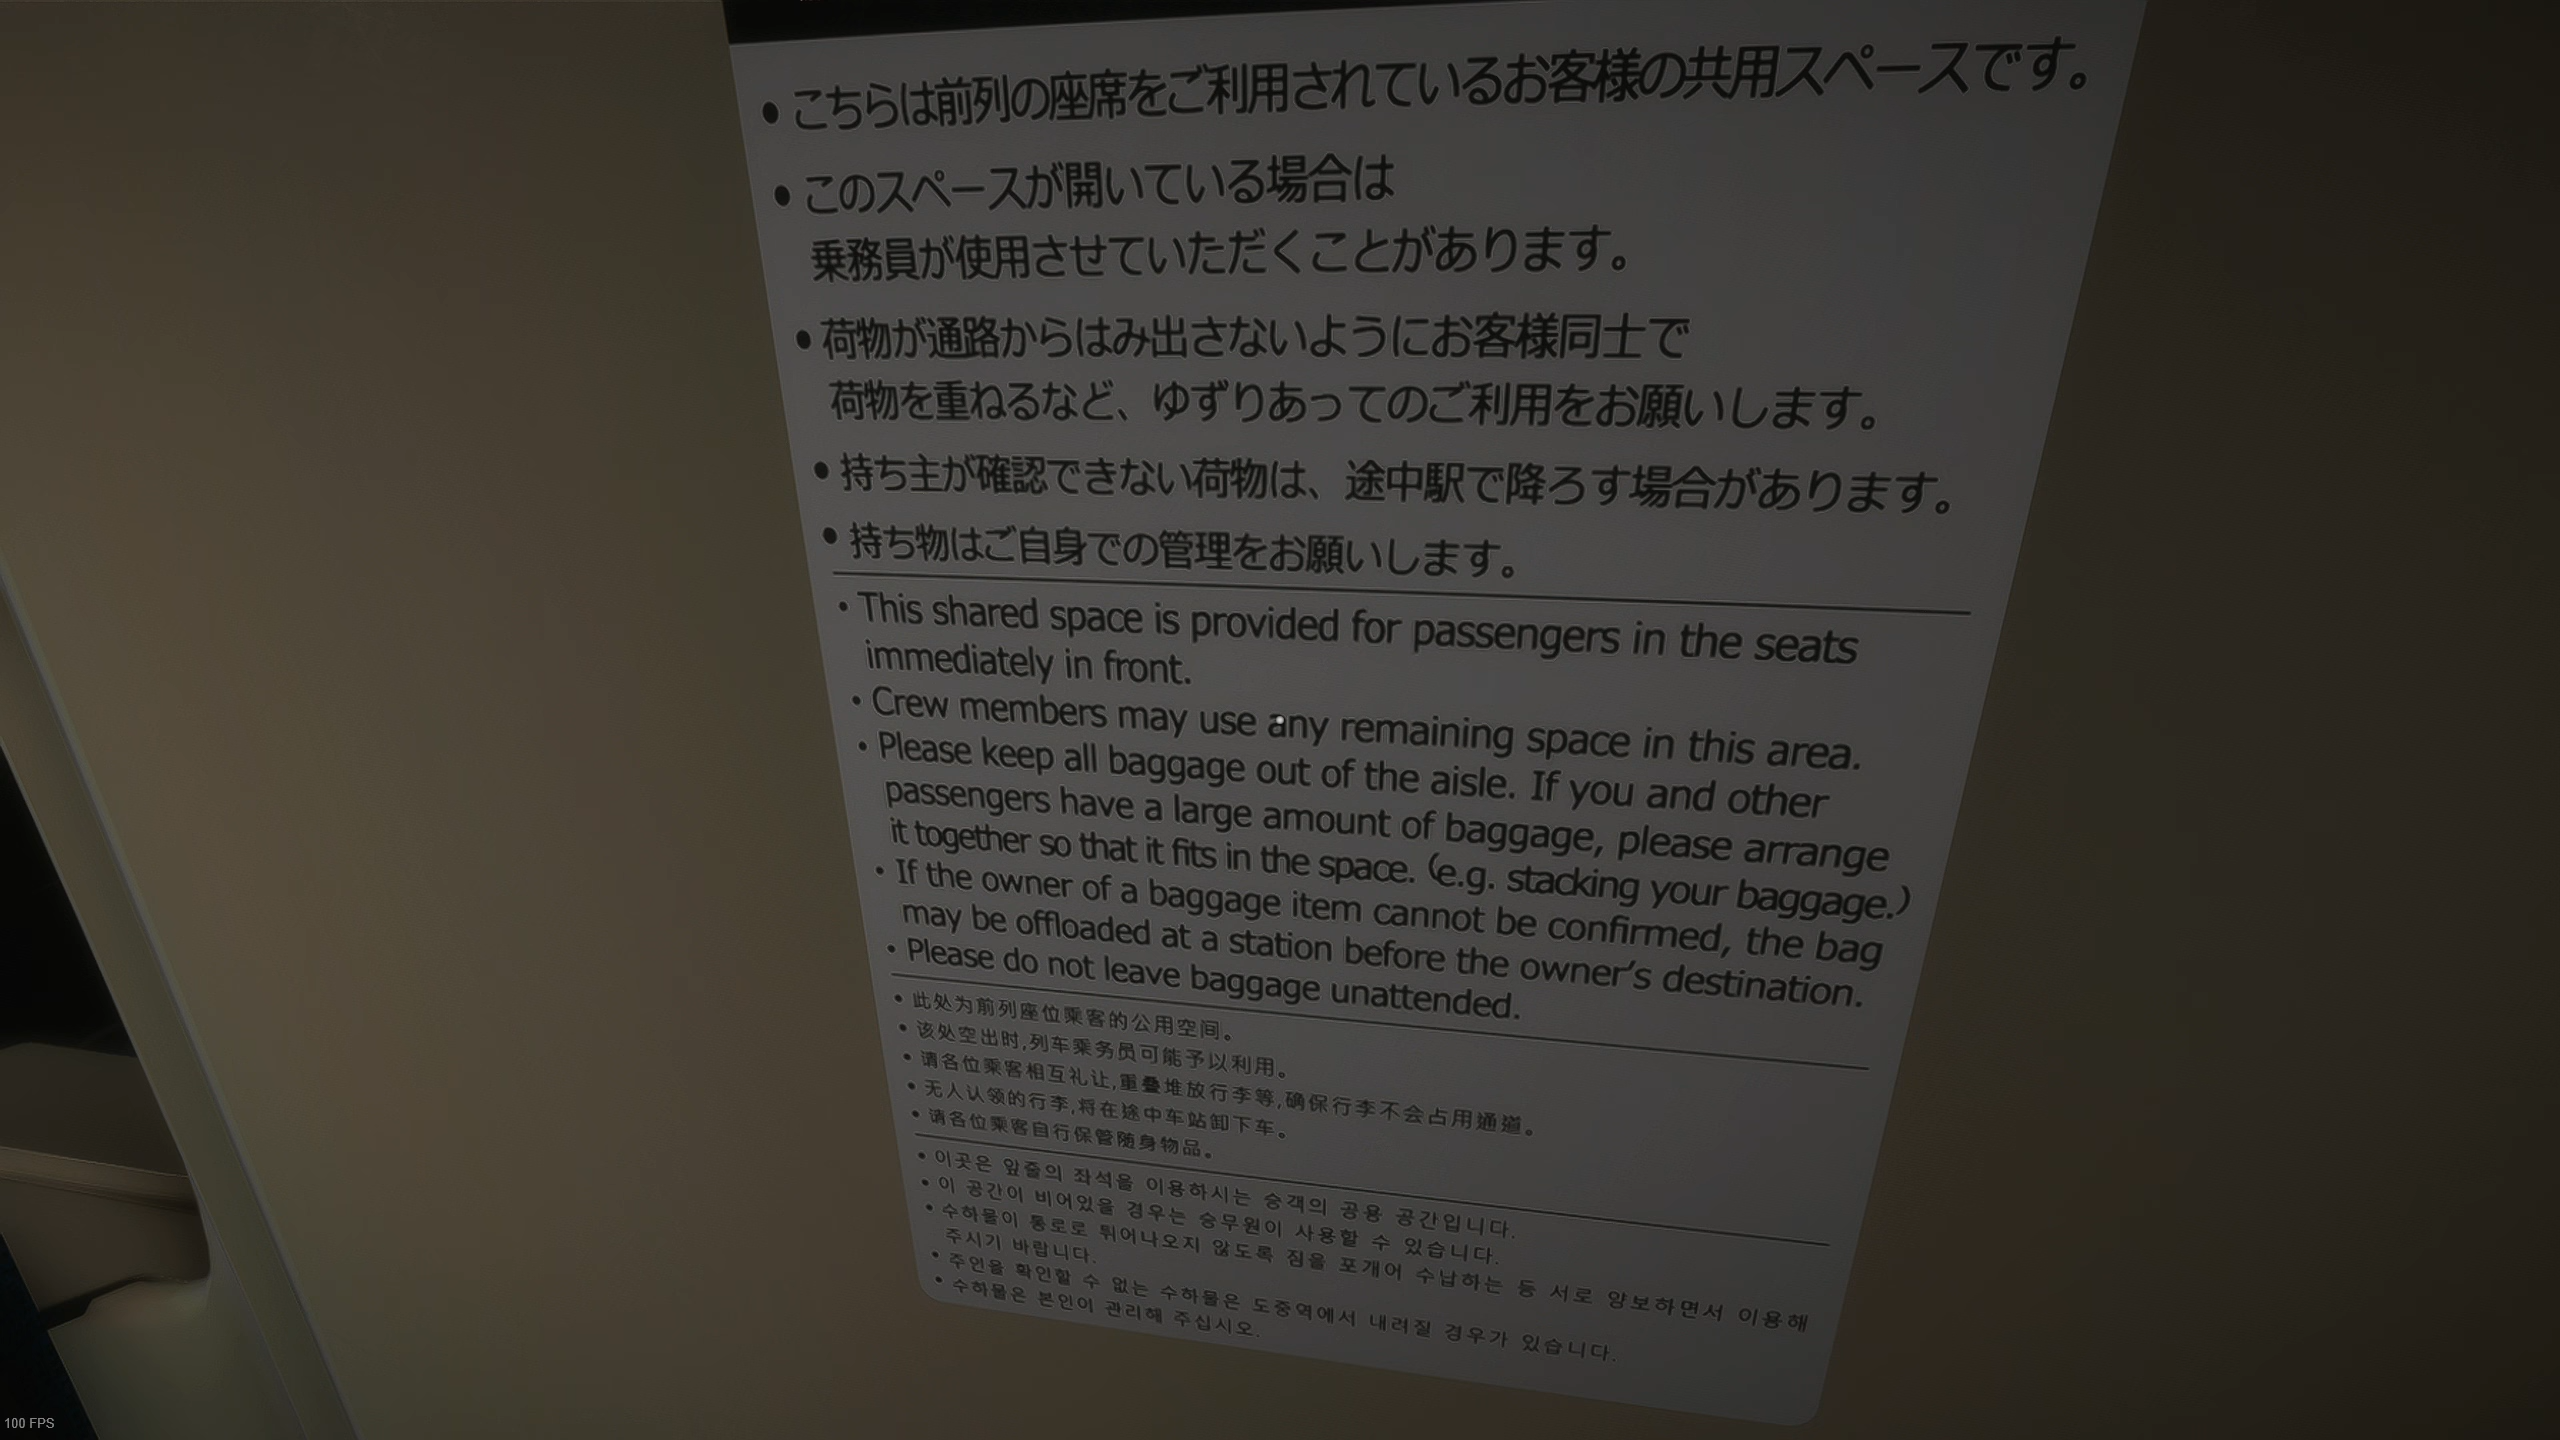 • こちらは前列の座席をご利用されているお客様の共用スペースです。
• このスペースが開いている場合は
乗務員が使用させていただくことがあります。
• 荷物が通路からはみ出さないようにお客様同士で
荷物を重ねるなど、ゆずりあってのご利用をお願いします。
• 持ち主が確認できない荷物は、途中駅で降ろす場合があります。
• 持ち物はご自身での管理をお願いします。
• This shared space is provided for passengers in the seats
immediately in front.
• Crew members may use any remaining space in this area.
• Please keep all baggage out of the aisle. If you and other
passengers have a large amount of baggage, please arrange
it together so that it fits in the space. (e.g. stacking your baggage.)
• If the owner of a baggage item cannot be confirmed, the bag
may be offloaded at a station before the owner's destination.
• Please do not leave baggage unattended.
• 此处为前列座位乘客的公用空间。
• 该处空出时,列车乘务员可能予以利用。
• 请各位乘客相互礼让,重叠堆放行李等,确保行李不会占用通道。
• 无人认领的行李,将在途中车站卸下车。
• 请各位乘客自行保管随身物品。
• 이곳은 앞줄의 좌석을 이용하시는 승객의 공용 공간입니다.
• 이 공간이 비어있을 경우는 승무원이 사용할 수 있습니다.
• 수하물이 통로로 튀어나오지 않도록 짐을 포개어 수납하는 등 서로 양보하면서 이용해
주시기 바랍니다.
• 주인을 확인할 수 없는 수하물은 도중역에서 내려질 경우가 있습니다.
• 수하물은 본인이 관리해 주십시오.
100 FPS